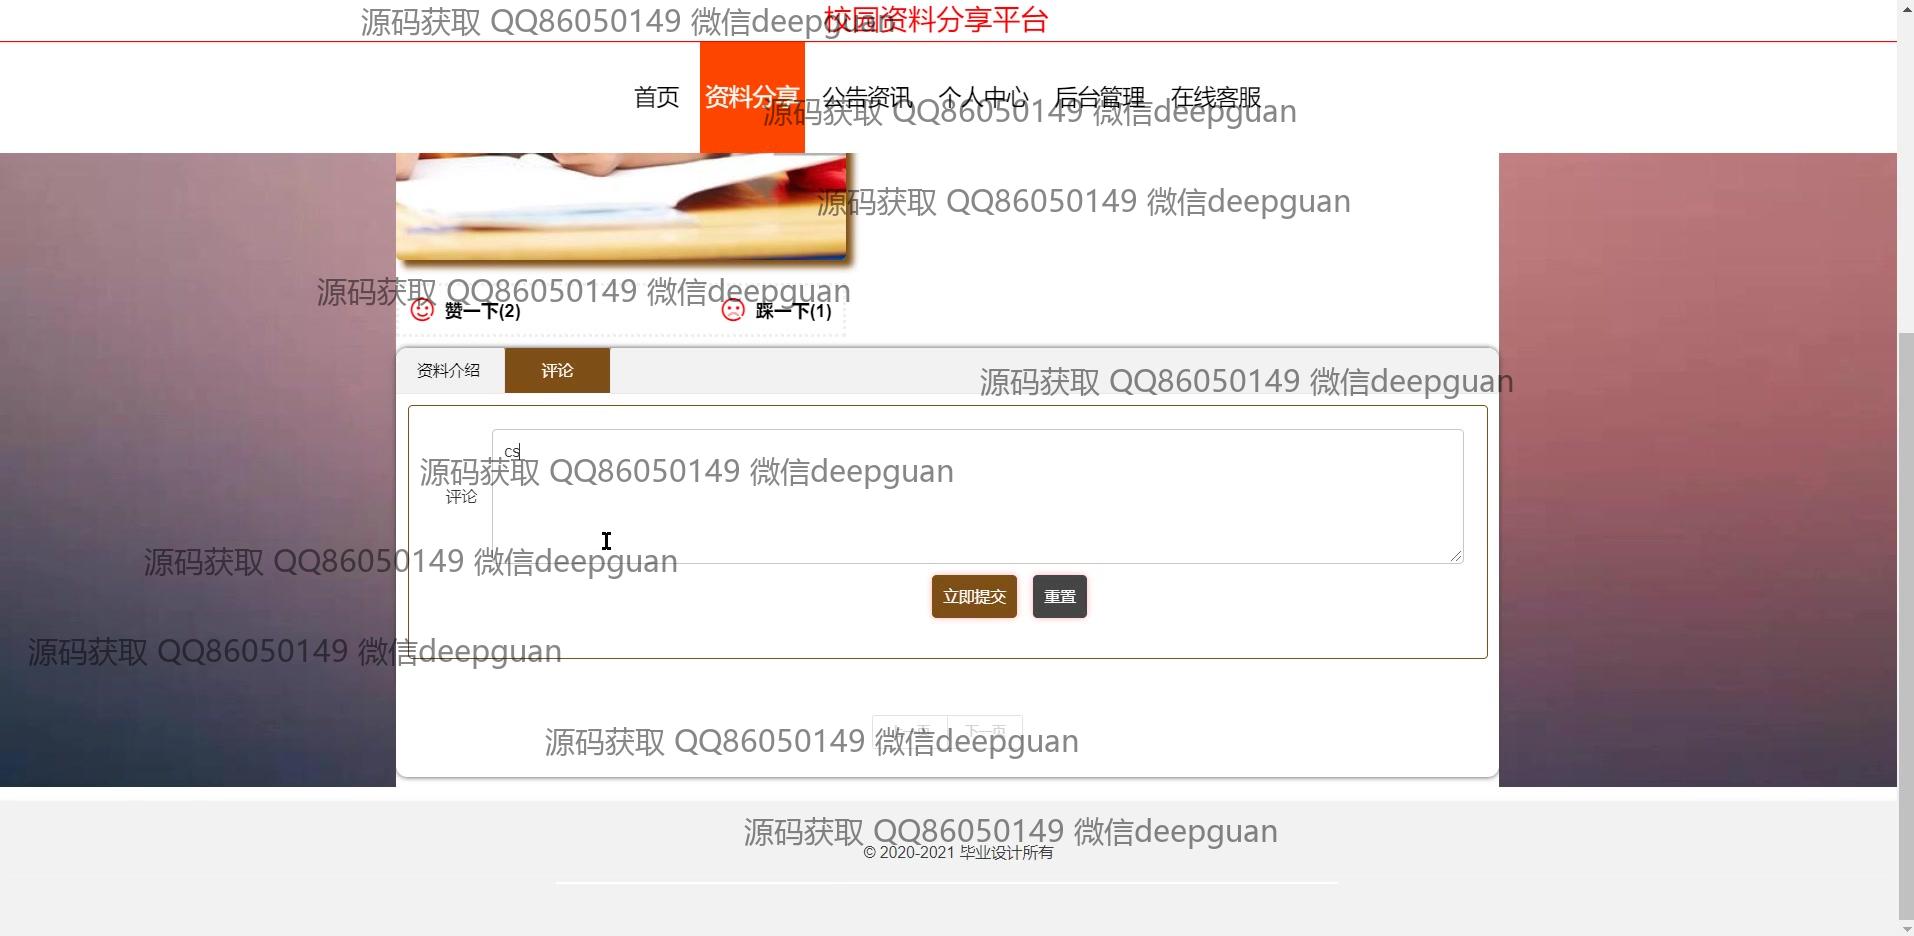 源码获取 QQ86050149 微信deepguan
校园资料分享平台
首页 资料分享 公告资讯 个人中心 后台管理 在线客服
源码获取 QQ86050149 微信deepguan
源码获取 QQ86050149 微信deepguan
源码获取 QQ86050149 微信deepguan
赞一下(2) 踩一下(1)
资料介绍 评论
源码获取 QQ86050149 微信deepguan
cs
源码获取 QQ86050149 微信deepguan
评论
源码获取 QQ86050149 微信deepguan
立即提交 重置
源码获取 QQ86050149 微信deepguan
上一页 下一页
源码获取 QQ86050149 微信deepguan
源码获取 QQ86050149 微信deepguan
© 2020-2021 毕业设计所有